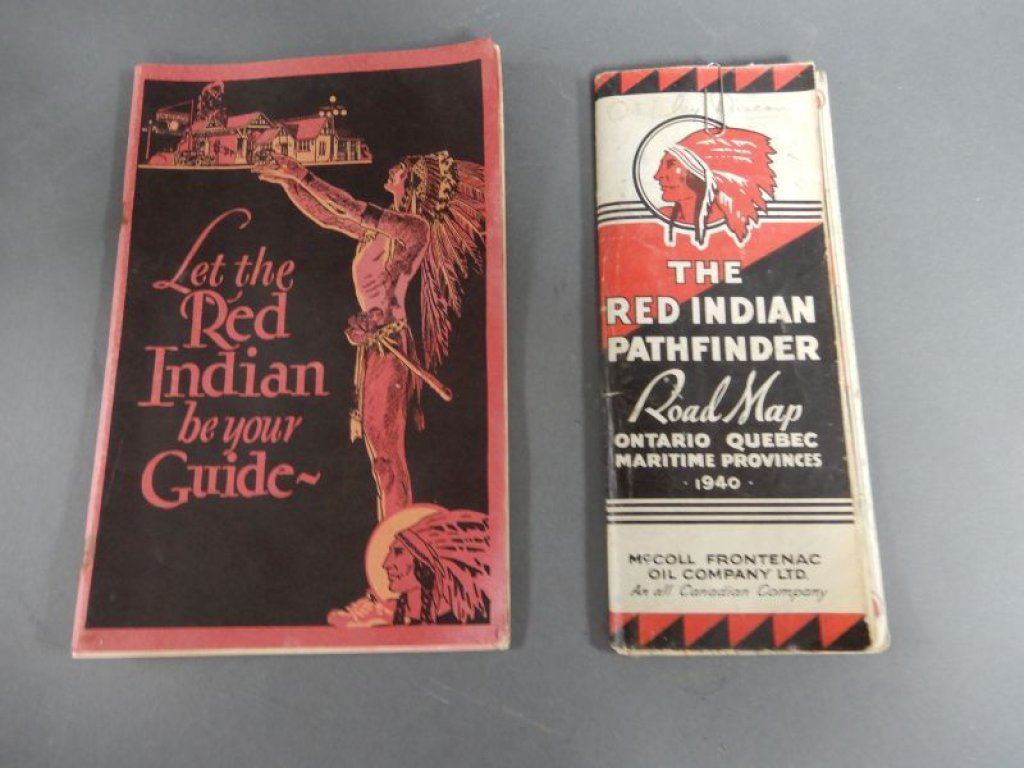 Let the
Red
Indian
be your
Guide~
THE
RED INDIAN
PATHFINDER
Road Map
ONTARIO QUEBEC
MARITIME PROVINCES
· 1940 ·
McCOLL FRONTENAC
OIL COMPANY LTD.
An all Canadian Company